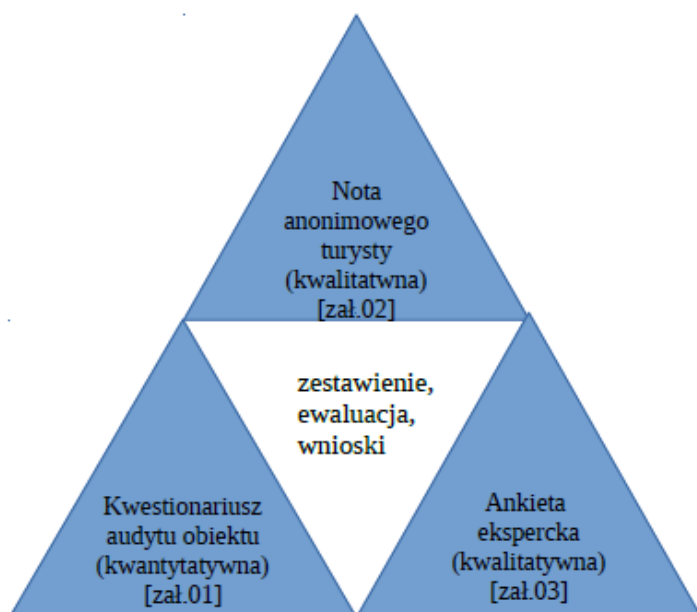 Nota
anonimowego
turysty
(kwalitatwna)
[zał.02]
zestawienie,
ewaluacja,
wnioski
Kwestionariusz
audytu obiektu
(kwantytatywna)
[zał.01]
Ankieta
ekspercka
(kwalitatywna)
[zał.03]